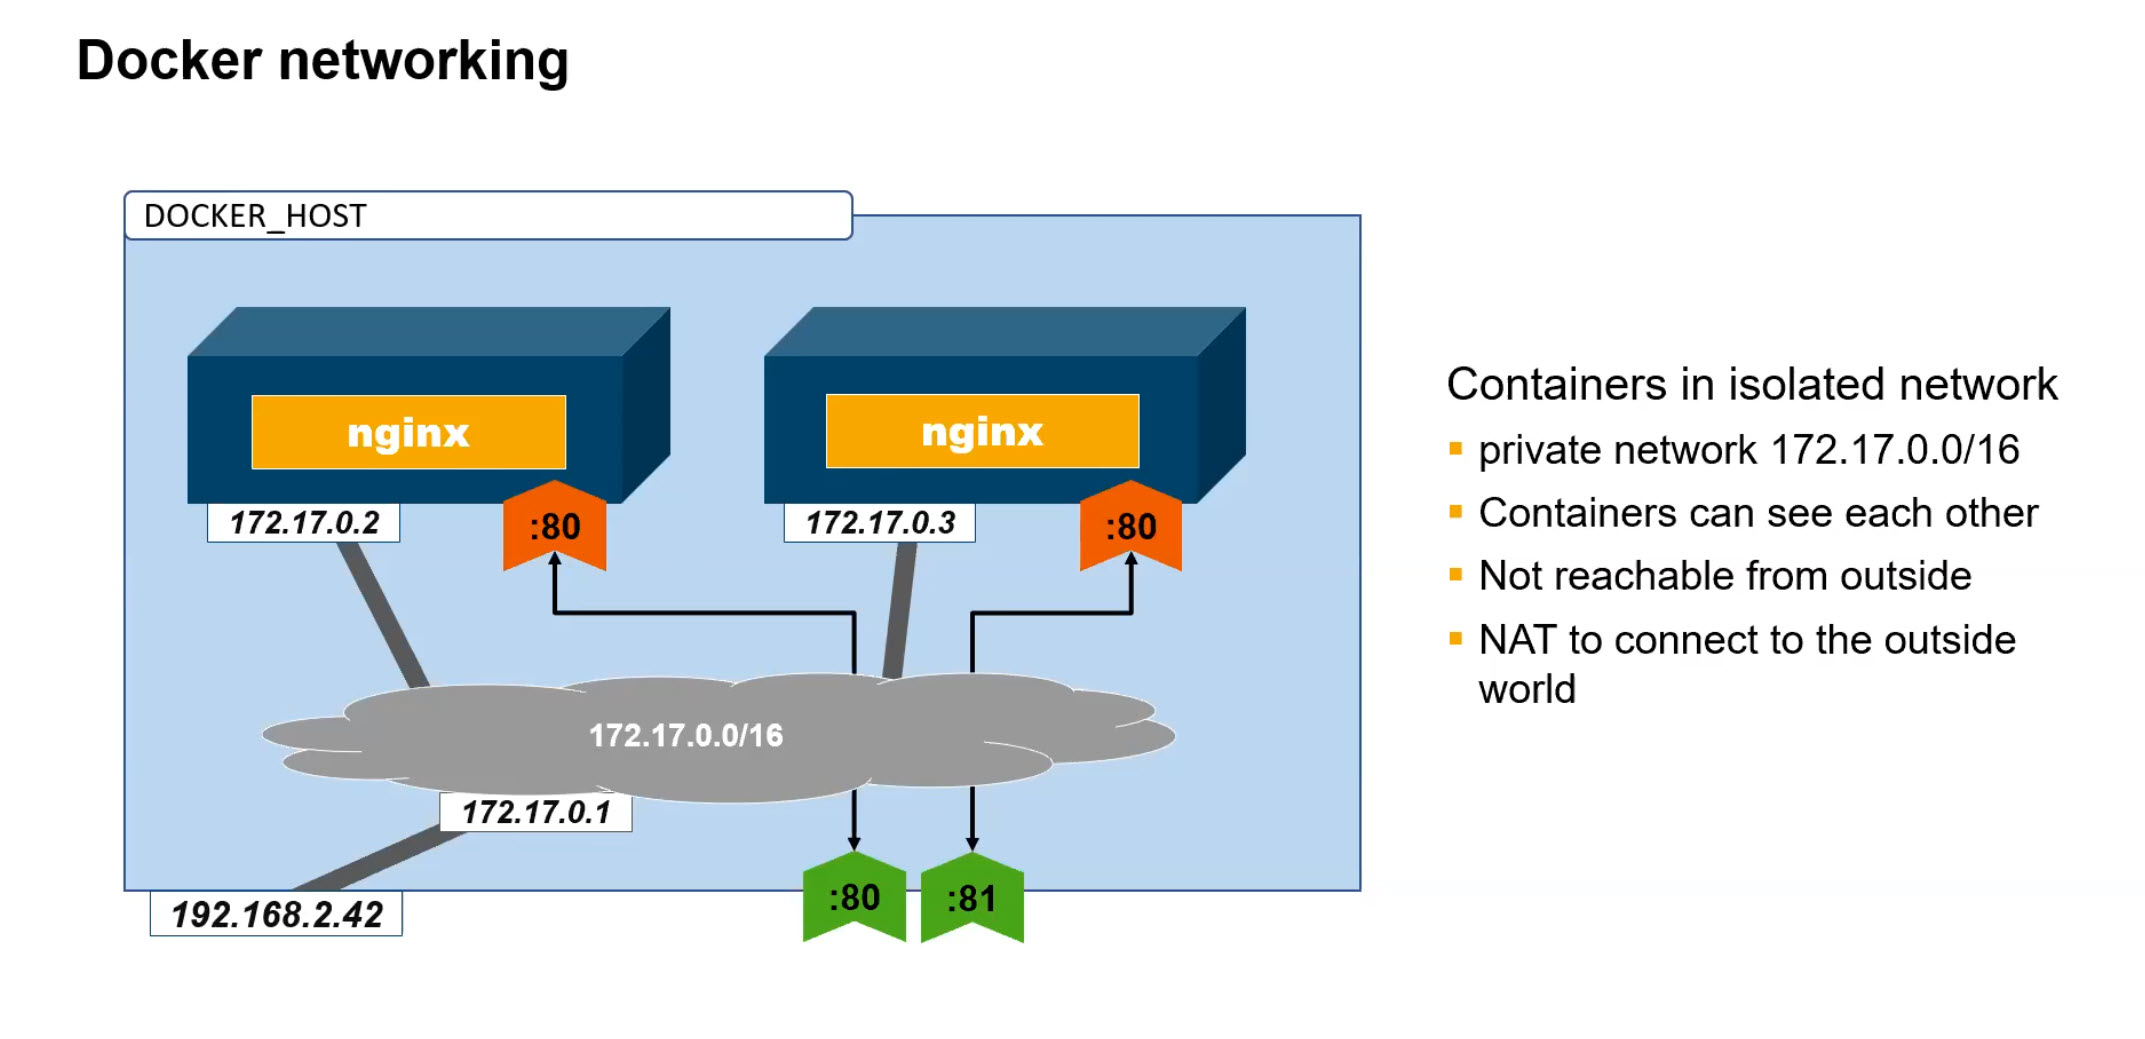 Docker networking
DOCKER_HOST
nginx
nginx
172.17.0.2
:80
172.17.0.3
:80
172.17.0.0/16
172.17.0.1
:80
:81
192.168.2.42
Containers in isolated network
private network 172.17.0.0/16
Containers can see each other
Not reachable from outside
NAT to connect to the outside
world